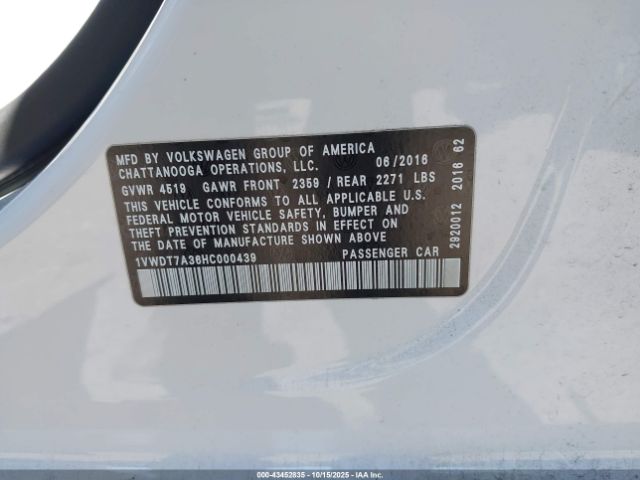 MFD BY VOLKSWAGEN GROUP OF AMERICA
CHATTANOOGA OPERATIONS, LLC. 06/2016
GVWR 4519 GAWR FRONT 2359 / REAR 2271 LBS
THIS VEHICLE CONFORMS TO ALL APPLICABLE U.S.
FEDERAL MOTOR VEHICLE SAFETY, BUMPER AND
THEFT PREVENTION STANDARDS IN EFFECT ON
THE DATE OF MANUFACTURE SHOWN ABOVE
1VWDT7A36HC000439 PASSENGER CAR
2920012 2016 62
© 43452835 - 10/15/2025 - IAA Inc.